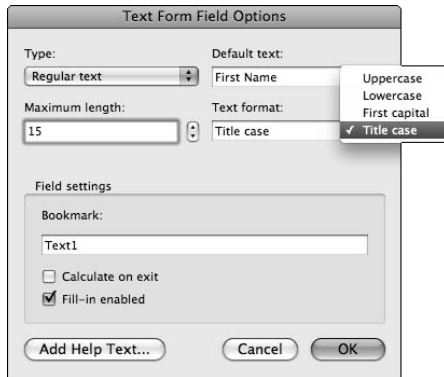 Text Form Field Options
Type:
Default text:
Regular text
First Name
Uppercase
Lowercase
First capital
✓ Title case
Maximum length:
Text format:
15
Title case
Field settings
Bookmark:
Text1
Calculate on exit
Fill-in enabled
Add Help Text...
Cancel
OK